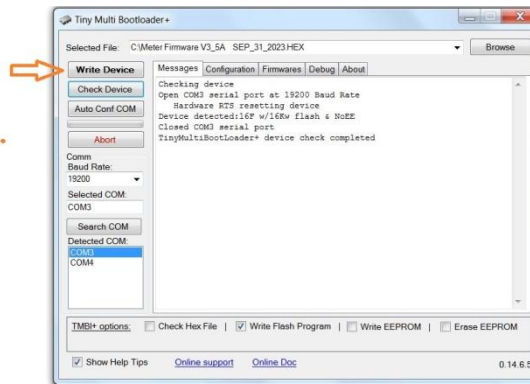 Tiny Multi Bootloader+
Selected File: C:\Meter Firmware V3_5A SEP_31_2023.HEX Browse
Write Device
Check Device
Auto Conf COM
Abort
Comm
Baud Rate:
19200
Selected COM:
COM3
Search COM
Detected COM:
COM3
COM4
Messages Configuration Firmwares Debug About
Checking device
Open COM3 serial port at 19200 Baud Rate
Hardware RTS resetting device
Device detected:16F w/16Kw flash & NoEE
Closed COM3 serial port
TinyMultiBootLoader+ device check completed
TMBl+ options: Check Hex File | Write Flash Program | Write EEPROM | Erase EEPROM
Show Help Tips Online support Online Doc 0.14.6.5